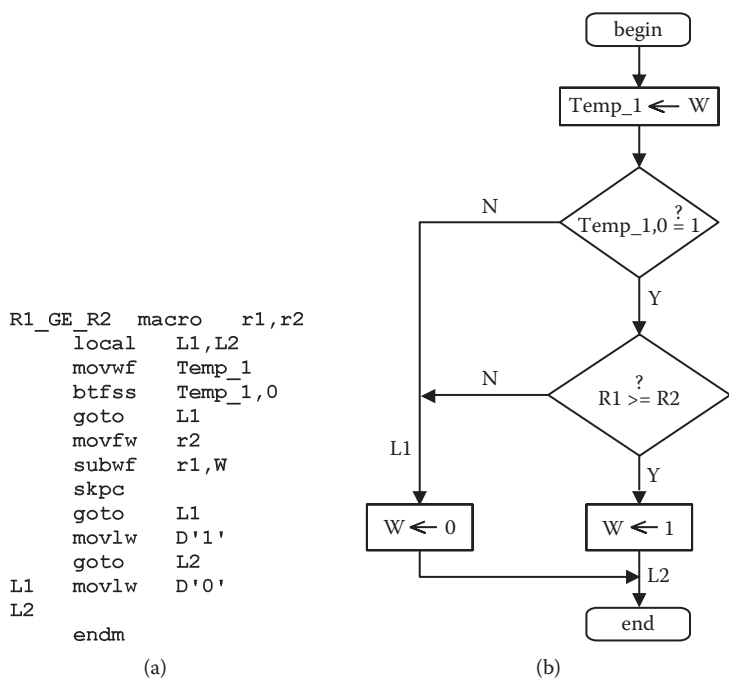 R1_GE_R2 macro r1,r2
local L1,L2
movwf Temp_1
btfss Temp_1,0
goto L1
movfw r2
subwf r1,W
skpc
goto L1
movlw D'1'
goto L2
L1 movlw D'0'
L2
endm
(a)
begin
Temp_1 ← W
?
Temp_1,0 = 1
N
Y
?
R1 >= R2
N
Y
L1
W ← 0
W ← 1
L2
end
(b)